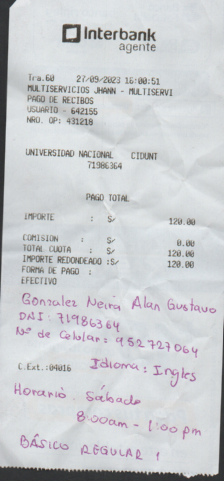 Interbank
agente
Tra.60 27/09/2023 16:00:51
MULTISERVICIOS JHANN - MULTISERVI
PAGO DE RECIBOS
USUARIO - 642155
NRO. OP: 431218
UNIVERSIDAD NACIONAL CIDUNT
71986364
PAGO TOTAL
IMPORTE : S/ 120.00
COMISION : S/ 0.00
TOTAL CUOTA : S/ 120.00
IMPORTE REDONDEADO :S/ 120.00
FORMA DE PAGO :
EFECTIVO
Gonzalez Neira Alan Gustavo
DNI: 71986364
Nº de Celular: 952727064
C.Ext.:04016 Idioma: Ingles
Horario: Sábado
8:00am - 1:00 pm
BÁSICO REGULAR 1